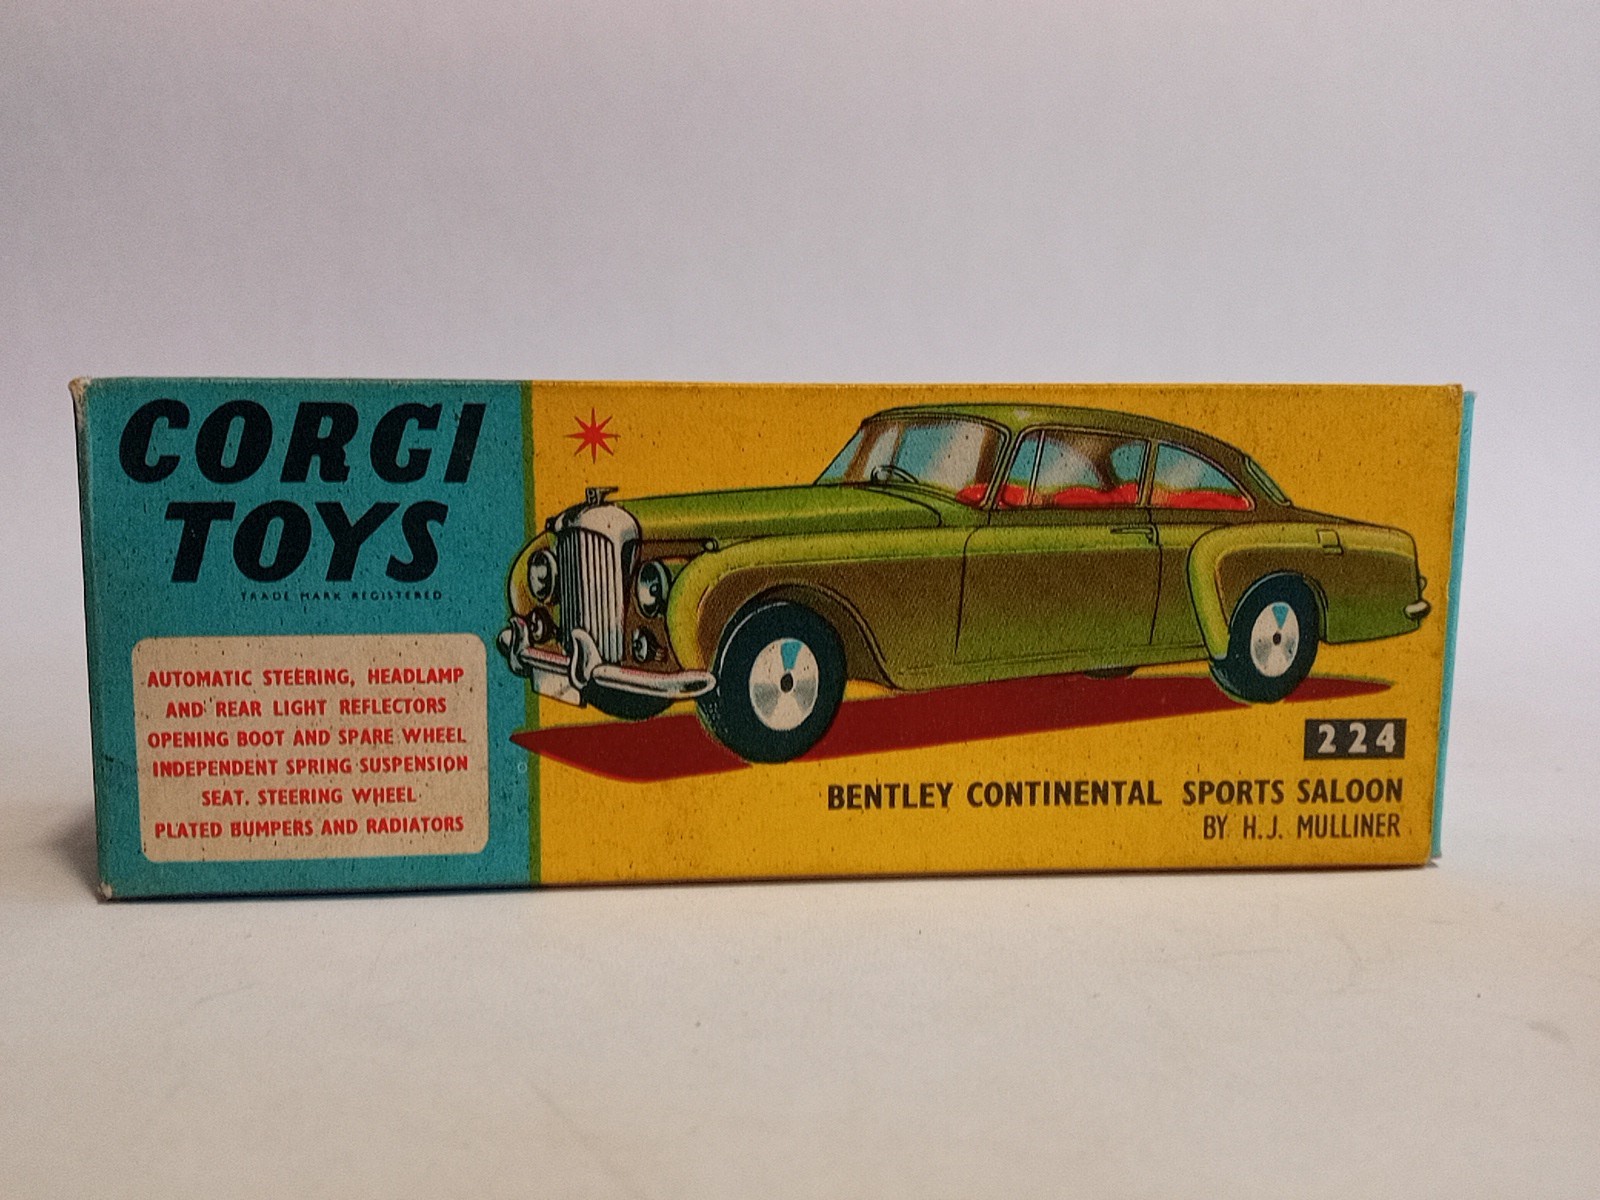 CORGI
TOYS
TRADE MARK REGISTERED
AUTOMATIC STEERING, HEADLAMP
AND REAR LIGHT REFLECTORS
OPENING BOOT AND SPARE WHEEL
INDEPENDENT SPRING SUSPENSION
SEAT. STEERING WHEEL
PLATED BUMPERS AND RADIATORS
224
BENTLEY CONTINENTAL SPORTS SALOON
BY H.J. MULLINER